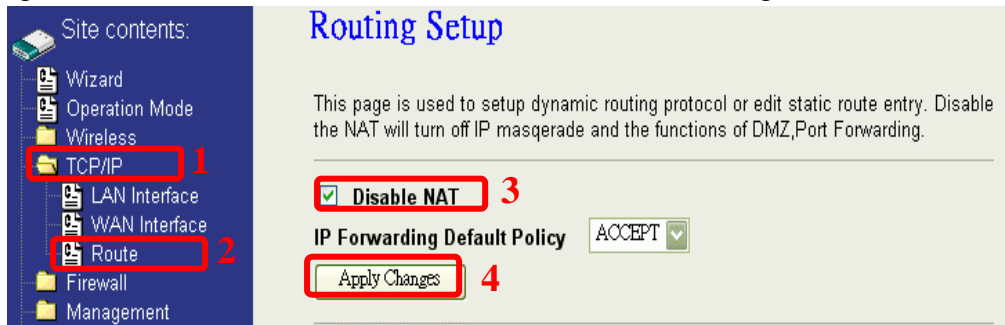 Site contents:
Wizard
Operation Mode
Wireless
TCP/IP 1
LAN Interface
WAN Interface
Route 2
Firewall
Management
Routing Setup
This page is used to setup dynamic routing protocol or edit static route entry. Disable
the NAT will turn off IP masgerade and the functions of DMZ,Port Forwarding.
Disable NAT 3
IP Forwarding Default Policy ACCEPT
Apply Changes 4